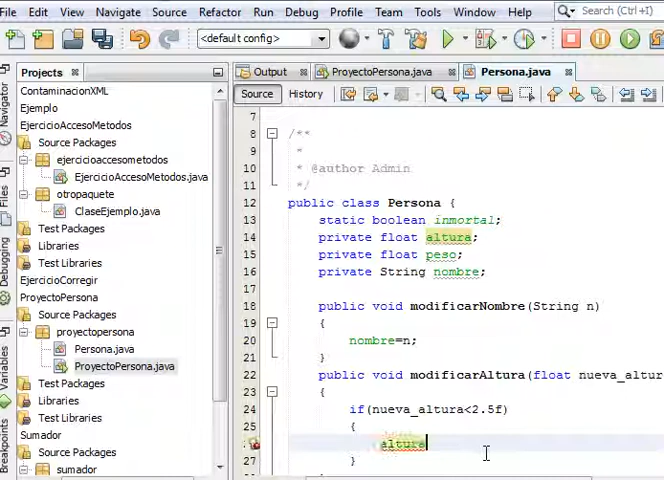 File Edit View Navigate Source Refactor Run Debug Profile Team Tools Window Help
Search (Ctrl+I)
<default config>
Projects
Output
ProyectoPersona.java
Persona.java
Source
History
Navigator
Files
Debugging
Variables
Breakpoints
ContaminacionXML
Ejemplo
EjercicioAccesoMetodos
Source Packages
ejercicioaccesometodos
EjercicioAccesoMetodos.java
otropaquete
ClaseEjemplo.java
Test Packages
Libraries
Test Libraries
EjercicioCorregir
ProyectoPersona
Source Packages
proyectopersona
Persona.java
ProyectoPersona.java
Test Packages
Libraries
Test Libraries
Sumador
Source Packages
sumador
7
8 /**
9 *
10 * @author Admin
11 */
12 public class Persona {
13 static boolean inmortal;
14 private float altura;
15 private float peso;
16 private String nombre;
17
18 public void modificarNombre(String n)
19 {
20 nombre=n;
21 }
22 public void modificarAltura(float nueva_altur
23 {
24 if(nueva_altura<2.5f)
25 {
altura
27 }